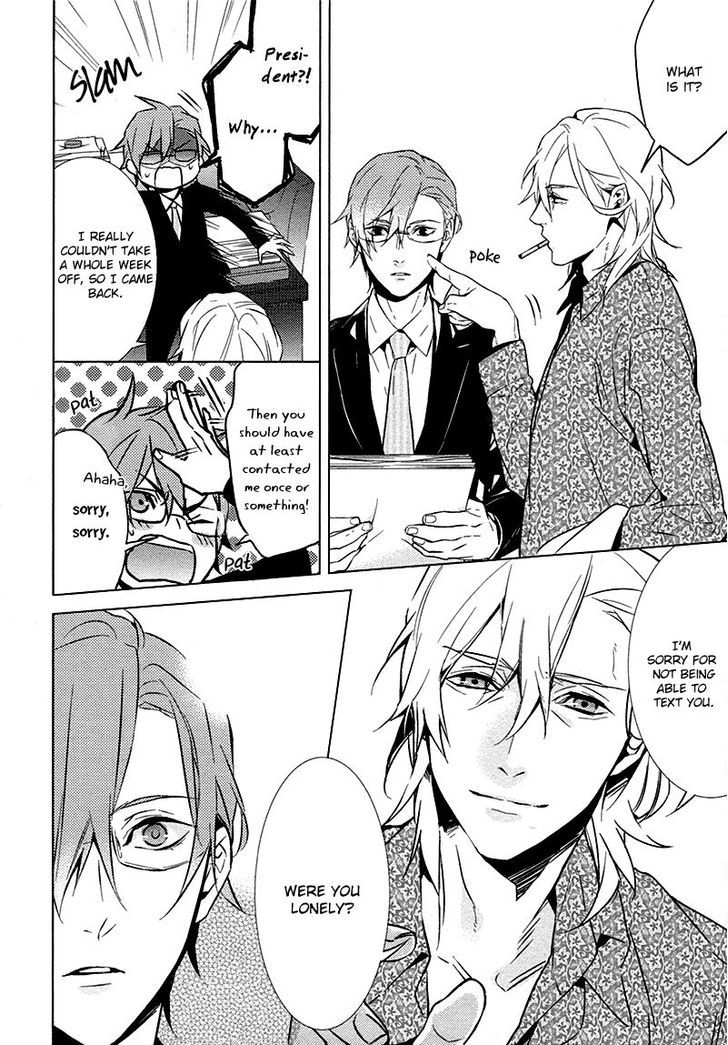 WHAT
IS IT?
poke
Presi-
dent?!
Why...
Slam
I REALLY
COULDN'T TAKE
A WHOLE WEEK
OFF, SO I CAME
BACK.
Then you
should have
at least
contacted
me once or
something!
pat
Ahaha,
sorry,
sorry.
pat
I'M
SORRY FOR
NOT BEING
ABLE TO
TEXT YOU.
WERE YOU
LONELY?